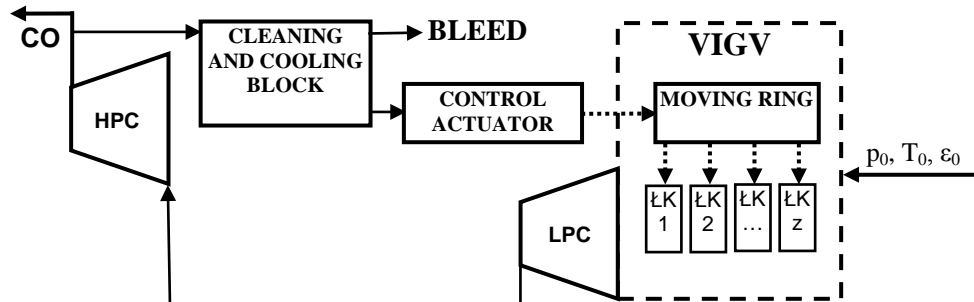 CO
CLEANING
AND COOLING
BLOCK
BLEED
VIGV
HPC
CONTROL
ACTUATOR
MOVING RING
p₀, T₀, ε₀
LPC
ŁK
1
ŁK
2
ŁK
...
ŁK
z